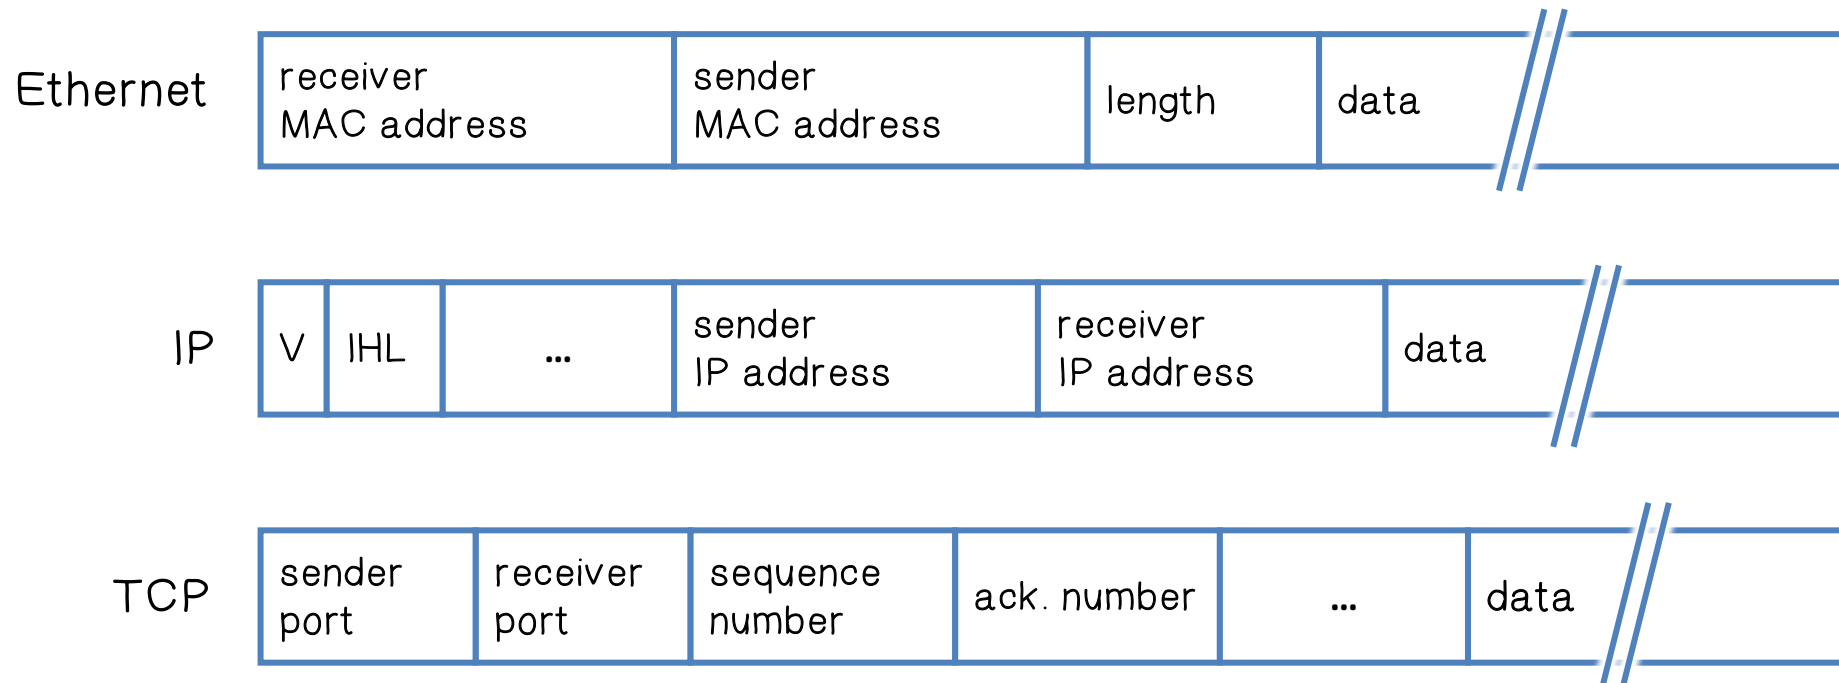 Ethernet
receiver
MAC address
sender
MAC address
length
data
IP
V
IHL
...
sender
IP address
receiver
IP address
data
TCP
sender
port
receiver
port
sequence
number
ack. number
...
data